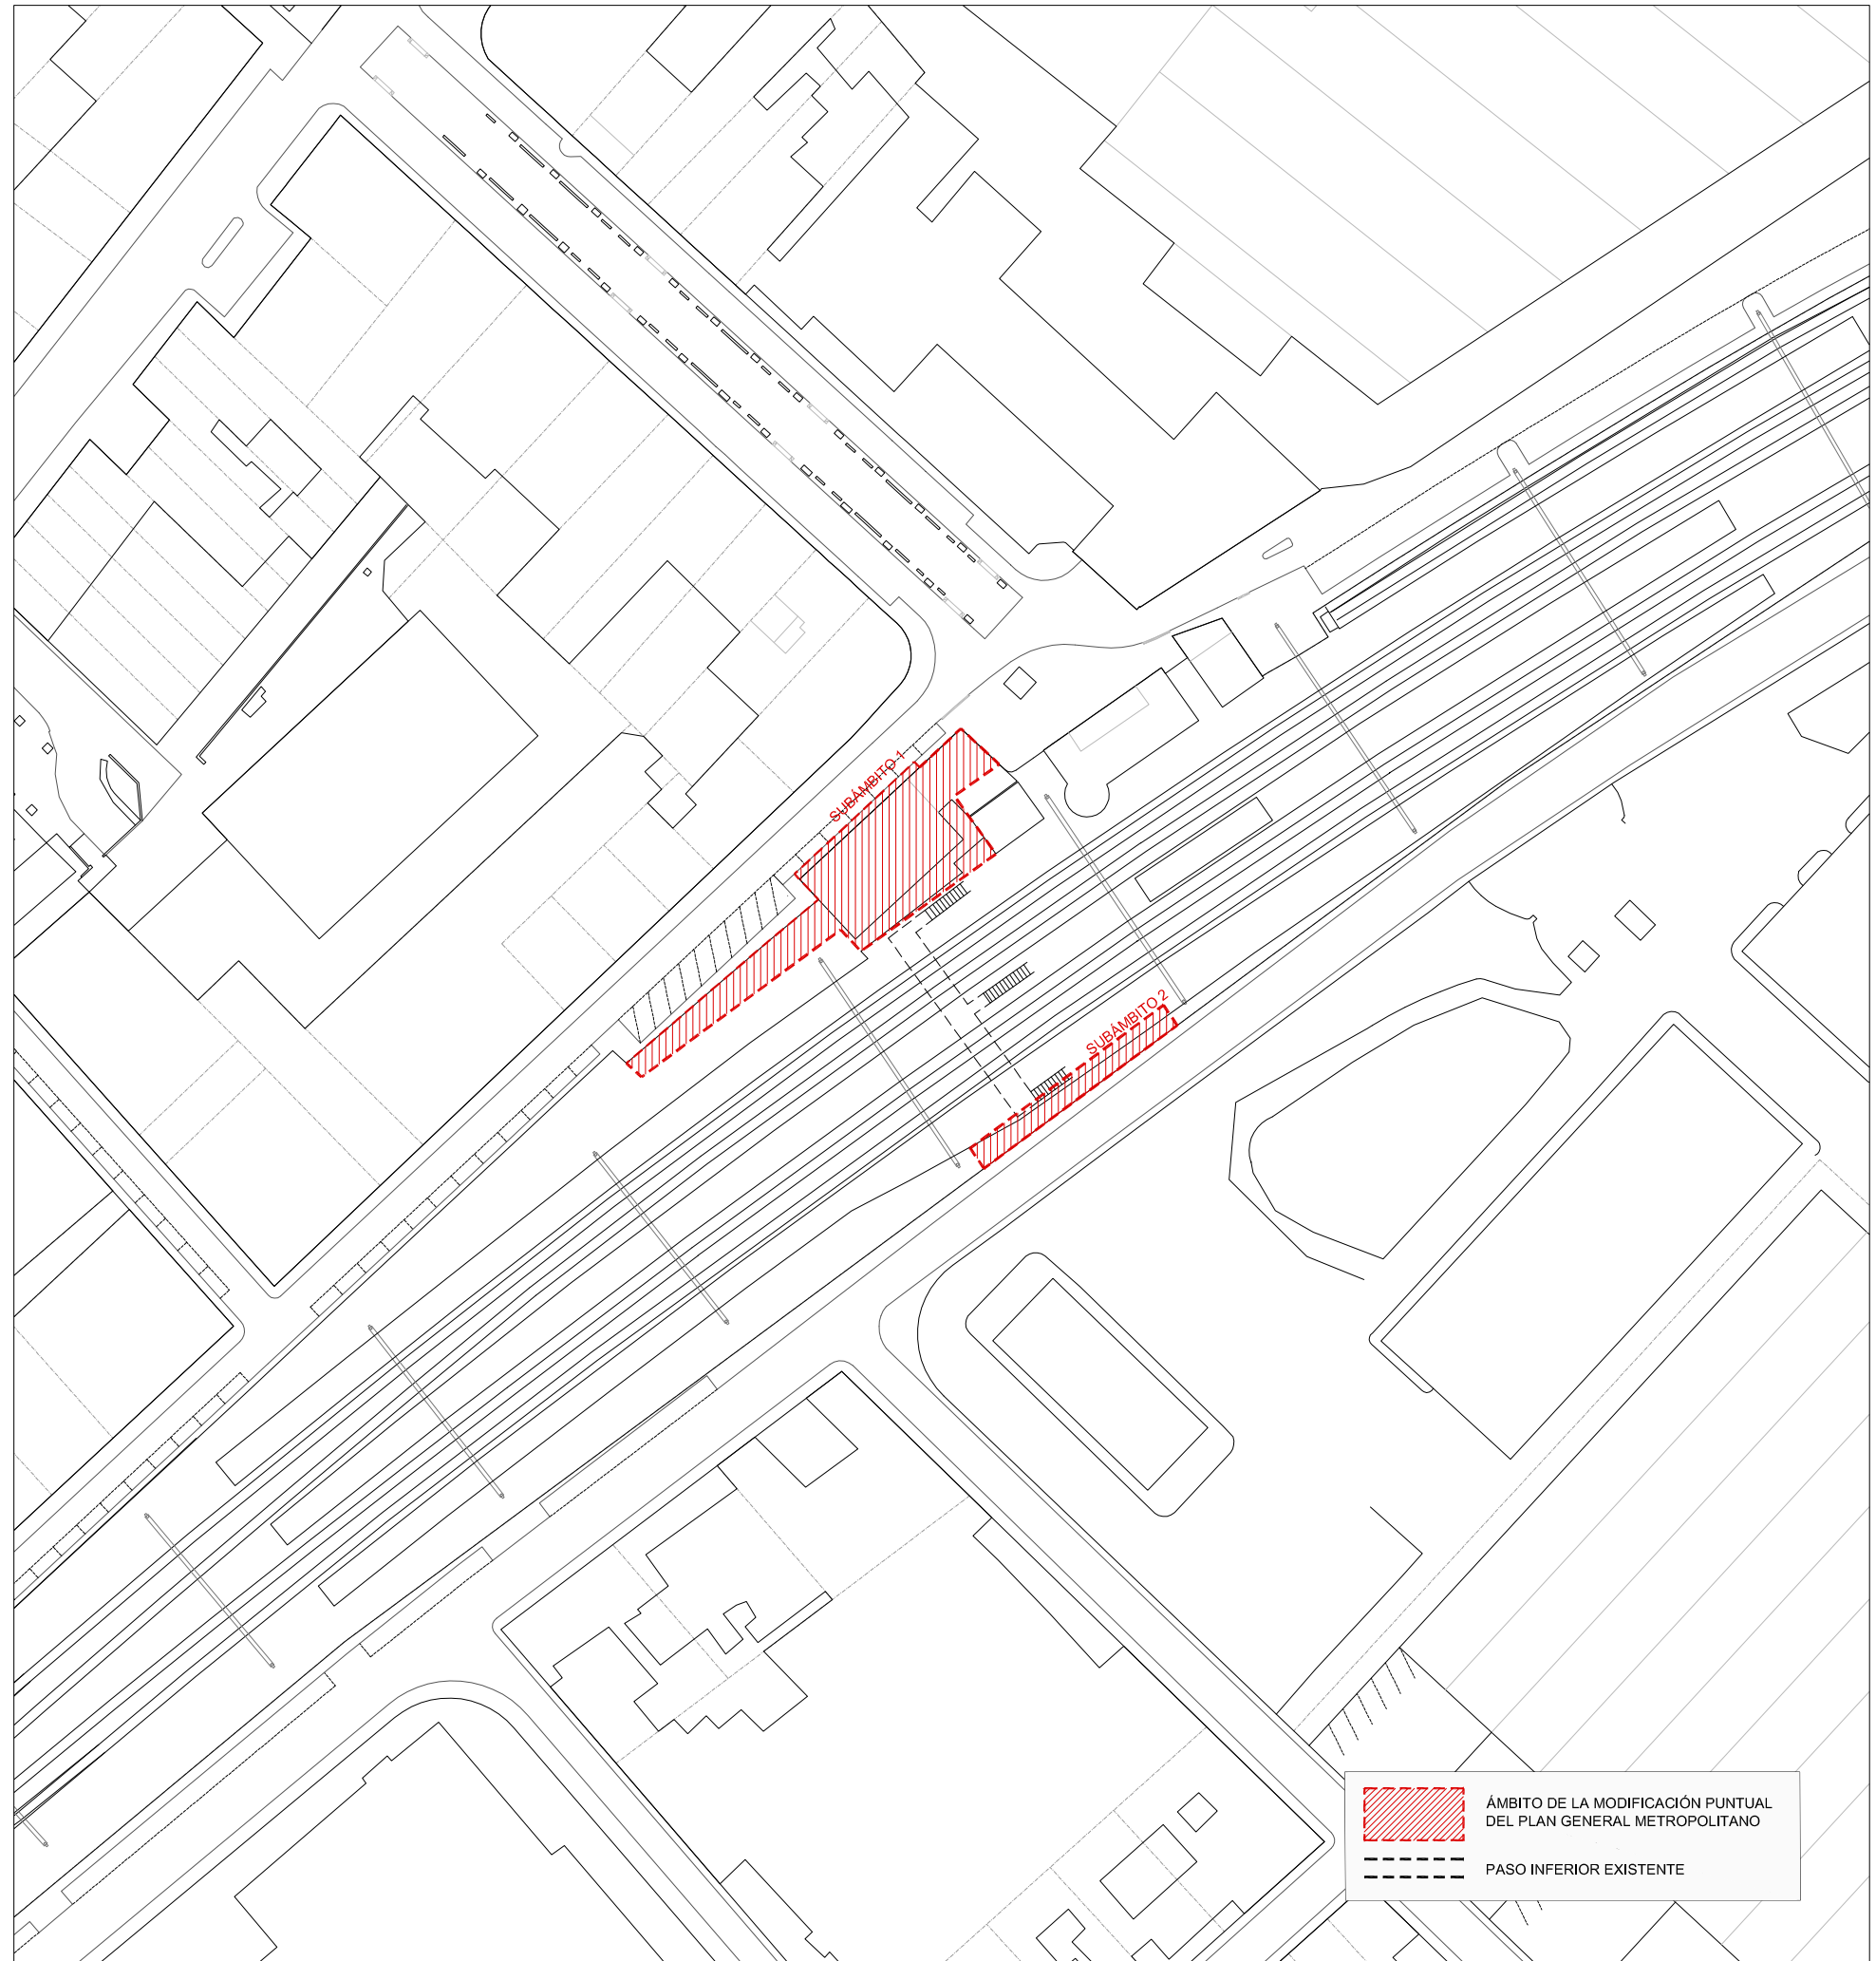 SUBÁMBITO 1
SUBÁMBITO 2
ÁMBITO DE LA MODIFICACIÓN PUNTUAL
DEL PLAN GENERAL METROPOLITANO
PASO INFERIOR EXISTENTE